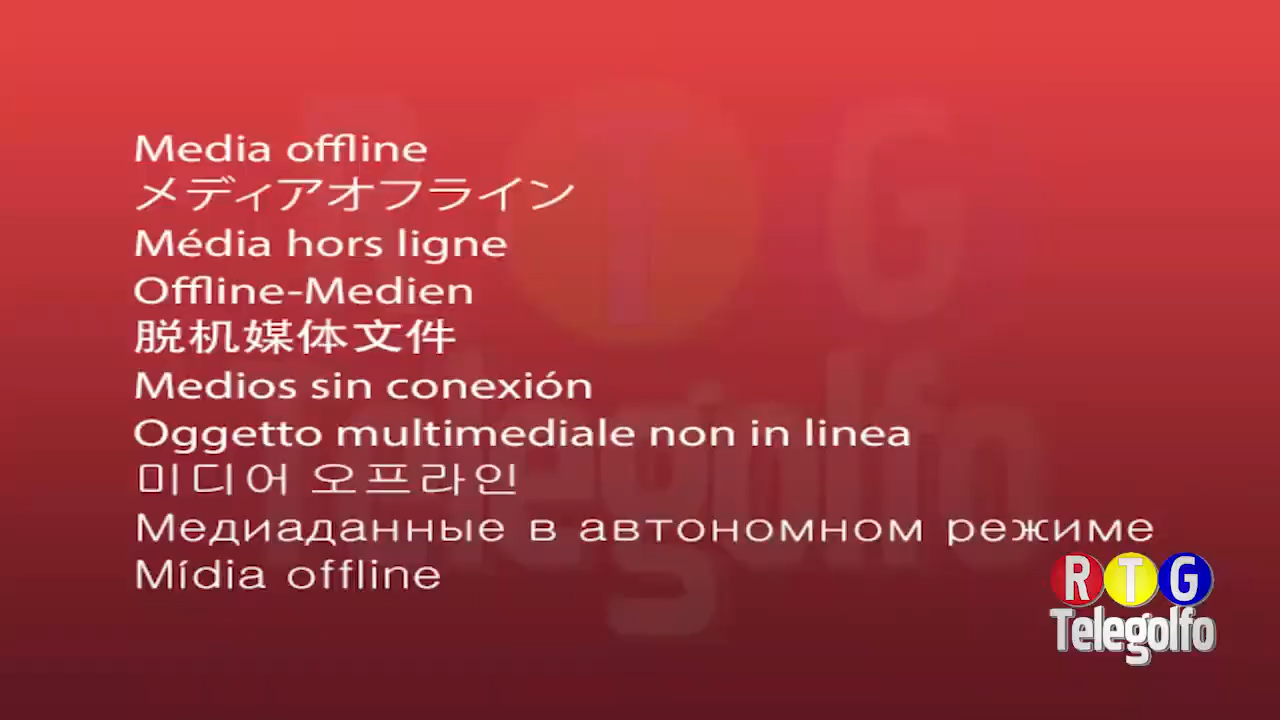 Media offline
メディアオフライン
Média hors ligne
Offline-Medien
脱机媒体文件
Medios sin conexión
Oggetto multimediale non in linea
미디어 오프라인
Медиаданные в автономном режиме
Mídia offline
RTG
Telegolfo